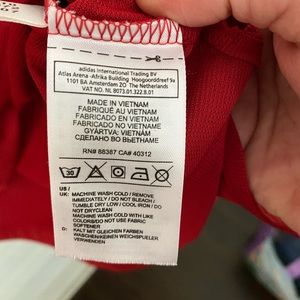 adidas International Trading BV
Atlas Arena -Afrika Building Hoogoorddreef 9a
1101 BA Amsterdam ZO The Netherlands
VAT NO. NL 8073.01.322.B.01
MADE IN VIETNAM
FABRIQUÉ AU VIETNAM
FABRICADO EN VIETNAM
FABRICADO NO VIETNAME
GYÁRTVA: VIETNAM
СДЕЛАНО ВО ВЬЕТНАМЕ
RN# 88387 CA# 40312
30
US / UK: MACHINE WASH COLD / REMOVE
IMMEDIATELY / DO NOT BLEACH /
TUMBLE DRY LOW / COOL IRON / DO
NOT DRYCLEAN
MACHINE WASH COLD WITH LIKE
COLORS/DO NOT USE FABRIC
SOFTENER
D: KALT MIT GLEICHEN FARBEN
WASCHEN/KEINEN WEICHSPUELER
VERWENDEN